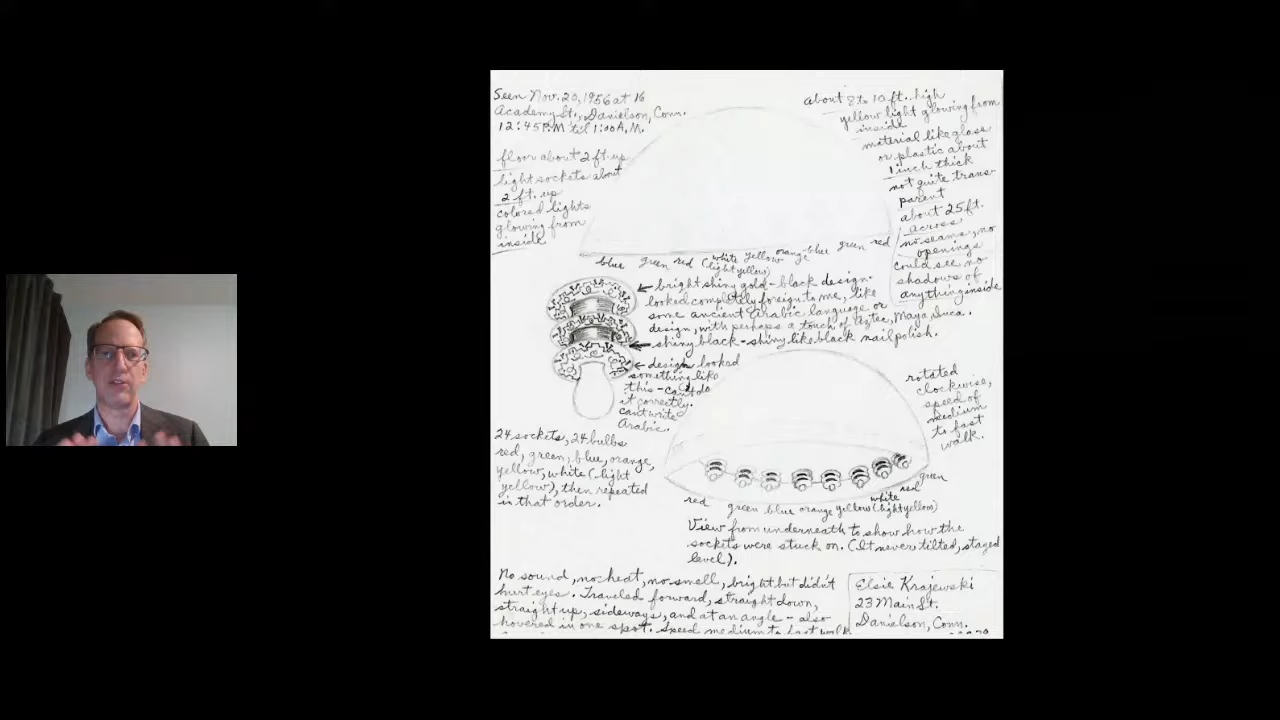 Seen Nov. 20, 1956 at 16
Academy St., Danielson, Conn.
12:45 P.M 'til 1:00 A.M.
floor about 2 ft. up
light sockets about
2 ft. up
colored lights
glowing from
inside
about 8 to 10 ft. high
yellow light glowing from
inside
material like glass
or plastic about
1 inch thick
not quite trans-
parent
about 25 ft.
across
no seams, no
openings
could see no
shadows of
anything inside
blue green red white yellow orange blue green red
(light yellow)
bright shiny gold - black design.
looked completely foreign to me, like
some ancient Arabic language or
design, with perhaps a touch of Aztec, Maya, Inca.
shiny black - shiny like black nail polish.
design looked
something like
this - can't do
it correctly.
cant write
Arabic.
24 sockets, 24 bulbs
red, green, blue, orange,
yellow, white (light
yellow), then repeated
in that order.
rotated
clockwise,
speed of
medium
to fast
walk.
red green blue orange yellow white red green
(light yellow)
View from underneath to show how the
sockets were stuck on. (It never tilted, stayed
level).
No sound, no heat, no smell, bright but didn't
hurt eyes. Traveled forward, straight down,
straight up, sideways, and at an angle - also
hovered in one spot. Speed medium to fast walk
Elsie Krajewski
23 Main St.
Danielson, Conn.